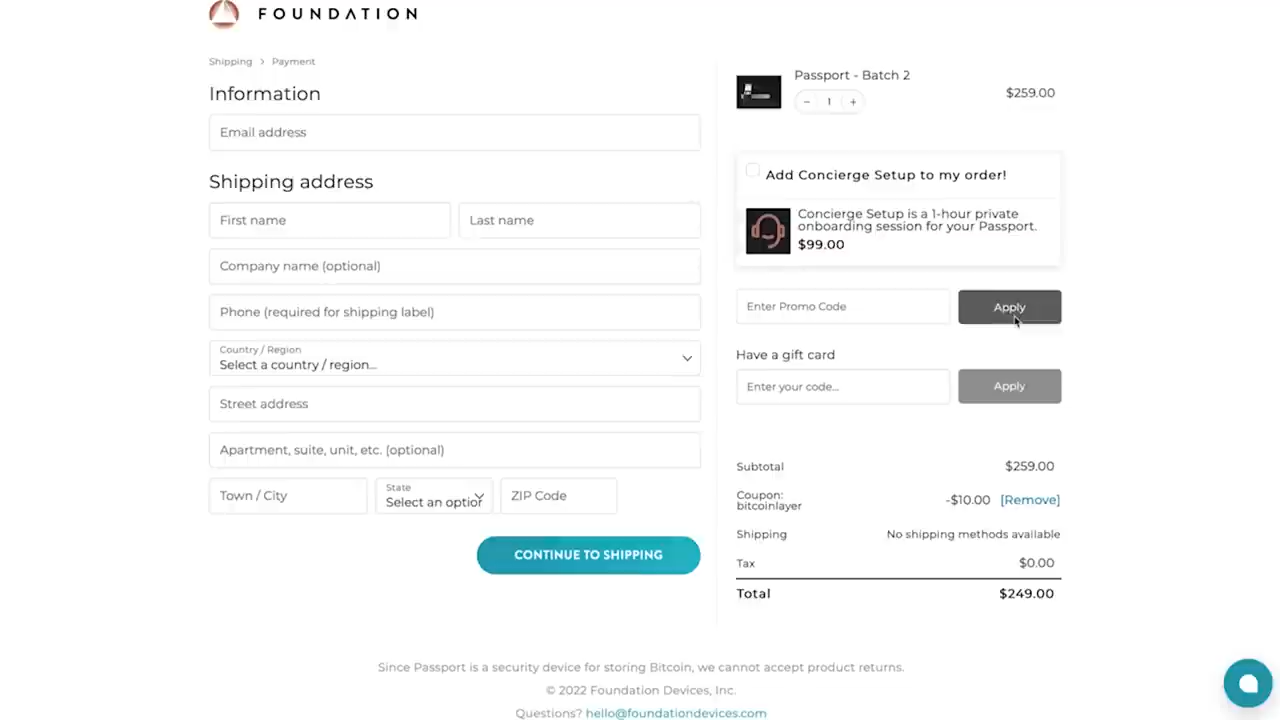 FOUNDATION
Shipping > Payment
Information
Email address
Shipping address
First name
Last name
Company name (optional)
Phone (required for shipping label)
Country / Region
Select a country / region...
Street address
Apartment, suite, unit, etc. (optional)
Town / City
State
Select an option
ZIP Code
CONTINUE TO SHIPPING
Passport - Batch 2
− 1 +
$259.00
Add Concierge Setup to my order!
Concierge Setup is a 1-hour private
onboarding session for your Passport.
$99.00
Enter Promo Code
Apply
Have a gift card
Enter your code...
Apply
Subtotal $259.00
Coupon:
bitcoinlayer
-$10.00 [Remove]
Shipping No shipping methods available
Tax $0.00
Total $249.00
Since Passport is a security device for storing Bitcoin, we cannot accept product returns.
© 2022 Foundation Devices, Inc.
Questions? hello@foundationdevices.com